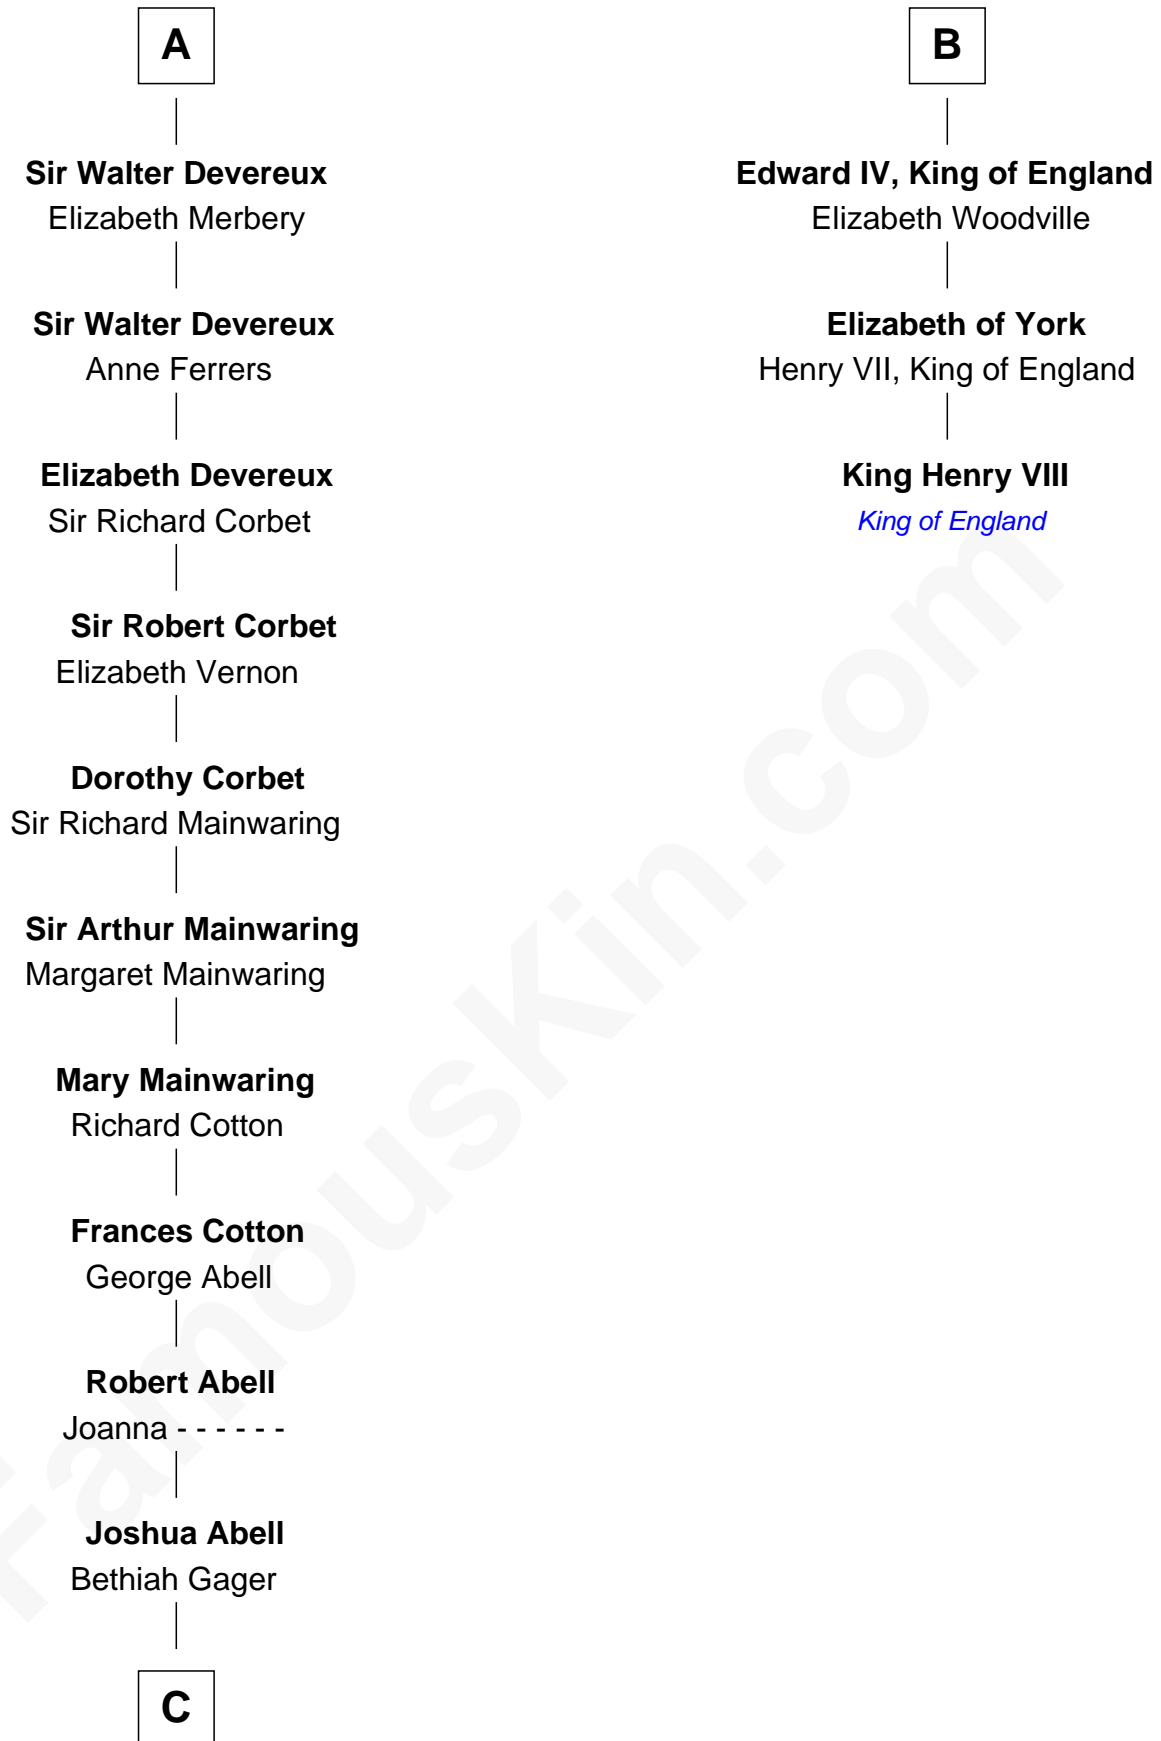 A
Sir Walter Devereux
Elizabeth Merbery
Sir Walter Devereux
Anne Ferrers
Elizabeth Devereux
Sir Richard Corbet
Sir Robert Corbet
Elizabeth Vernon
Dorothy Corbet
Sir Richard Mainwaring
Sir Arthur Mainwaring
Margaret Mainwaring
Mary Mainwaring
Richard Cotton
Frances Cotton
George Abell
Robert Abell
Joanna - - - - - -
Joshua Abell
Bethiah Gager
C
B
Edward IV, King of England
Elizabeth Woodville
Elizabeth of York
Henry VII, King of England
King Henry VIII
King of England
FamousKin.com